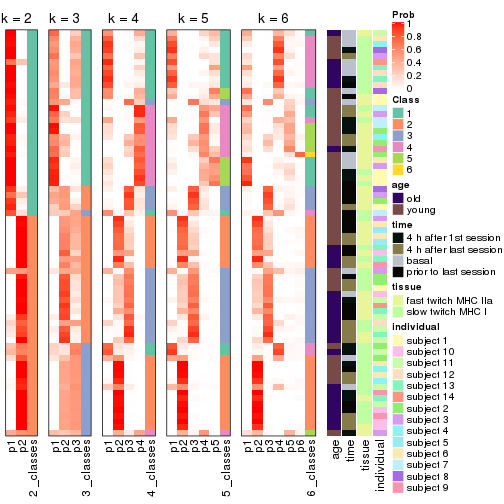 k = 2
k = 3
k = 4
k = 5
k = 6
p1
p2
2_classes
p1
p2
p3
3_classes
p1
p2
p3
p4
4_classes
p1
p2
p3
p4
p5
5_classes
p1
p2
p3
p4
p5
p6
6_classes
age
time
tissue
individual
Prob
1
0.8
0.6
0.4
0.2
0
Class
1
2
3
4
5
6
age
old
young
time
4 h after 1st session
4 h after last session
basal
prior to last session
tissue
fast twitch MHC IIa
slow twitch MHC I
individual
subject 1
subject 10
subject 11
subject 12
subject 13
subject 14
subject 2
subject 3
subject 4
subject 5
subject 6
subject 7
subject 8
subject 9